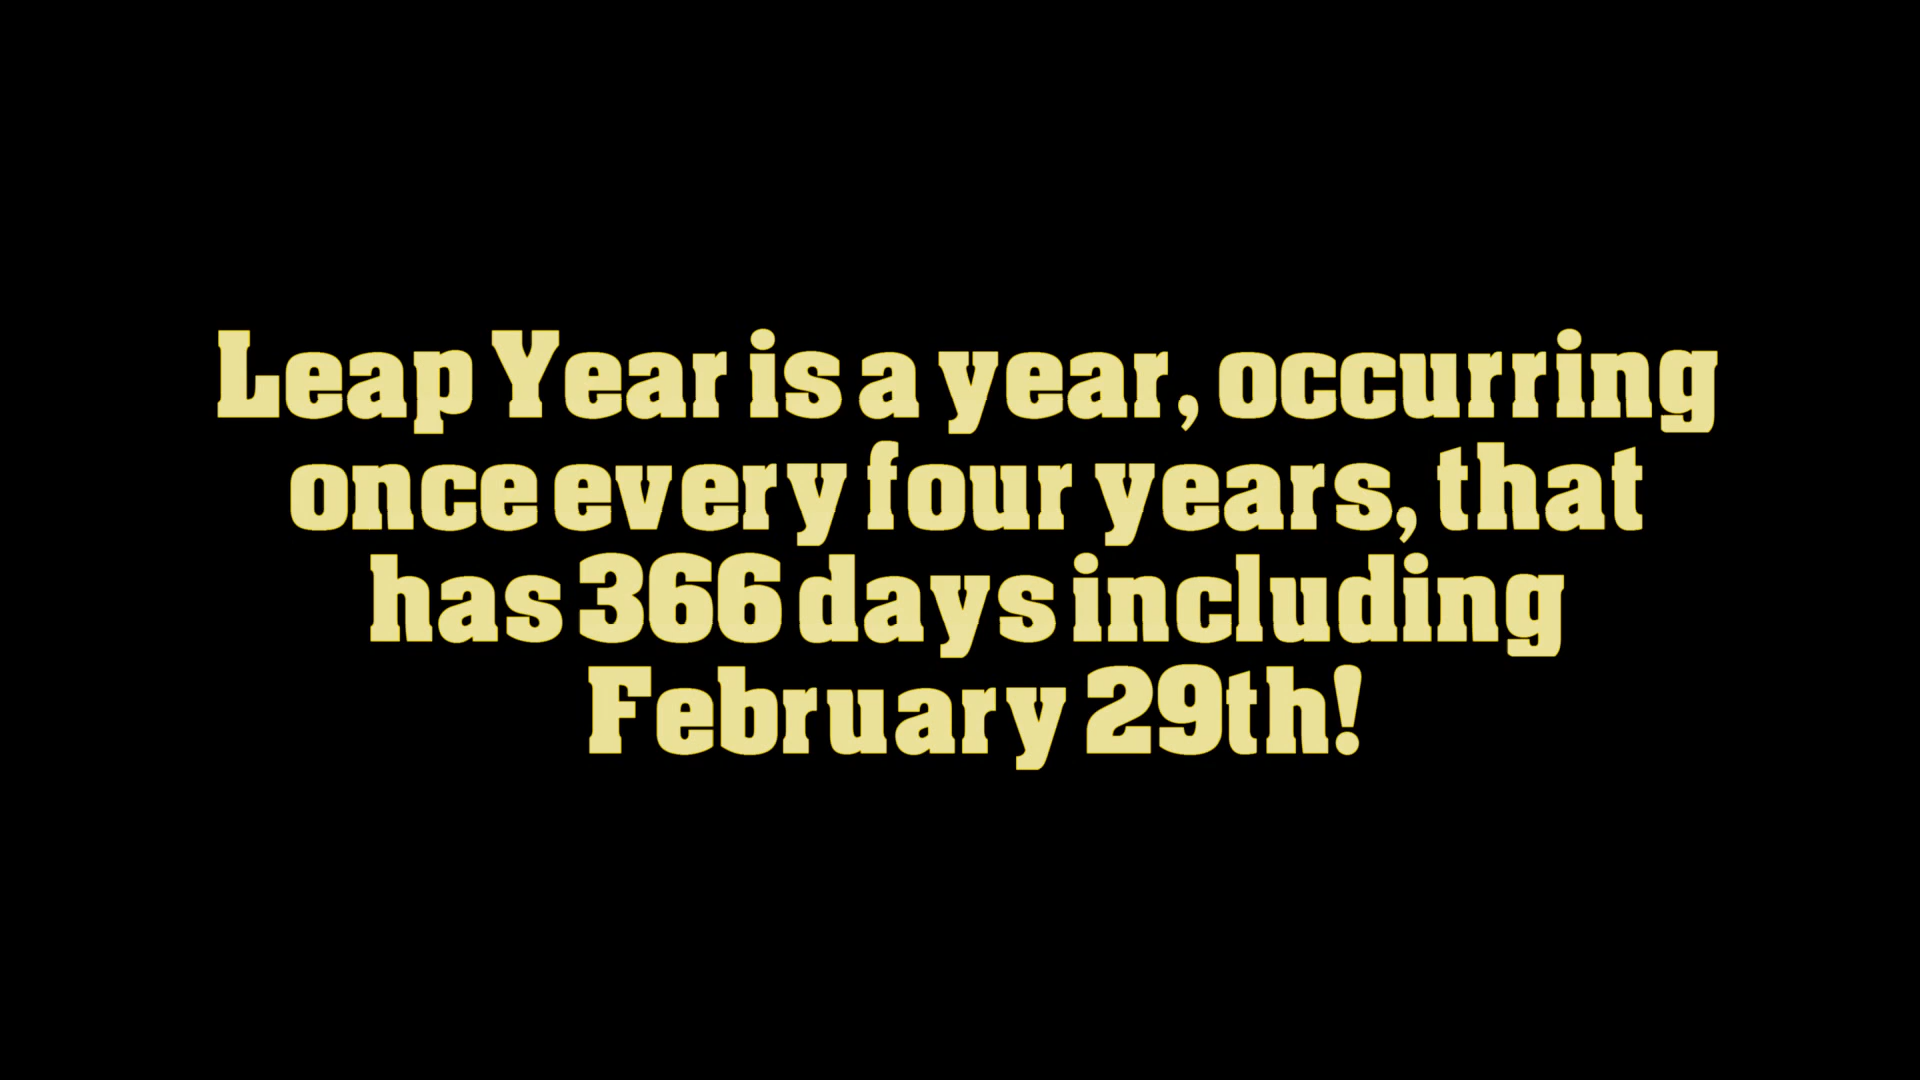 Leap Year is a year, occurring
once every four years, that
has 366 days including
February 29th!